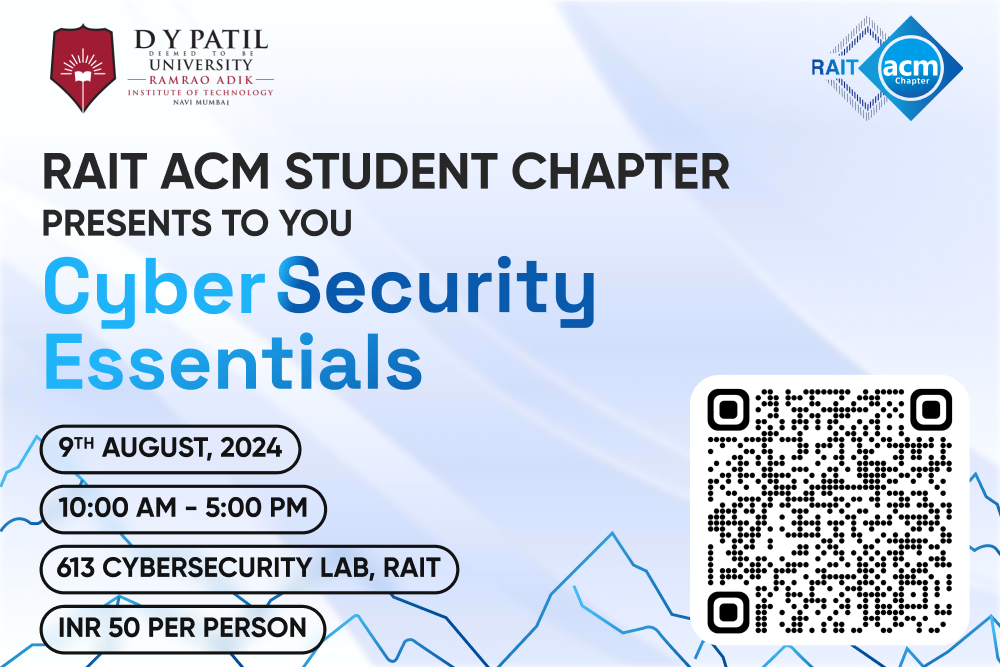 D Y PATIL
DEEMED TO BE
UNIVERSITY
RAMRAO ADIK
INSTITUTE OF TECHNOLOGY
NAVI MUMBAI
RAIT acm
Chapter
RAIT ACM STUDENT CHAPTER
PRESENTS TO YOU
Cyber Security
Essentials
9TH AUGUST, 2024
10:00 AM - 5:00 PM
613 CYBERSECURITY LAB, RAIT
INR 50 PER PERSON